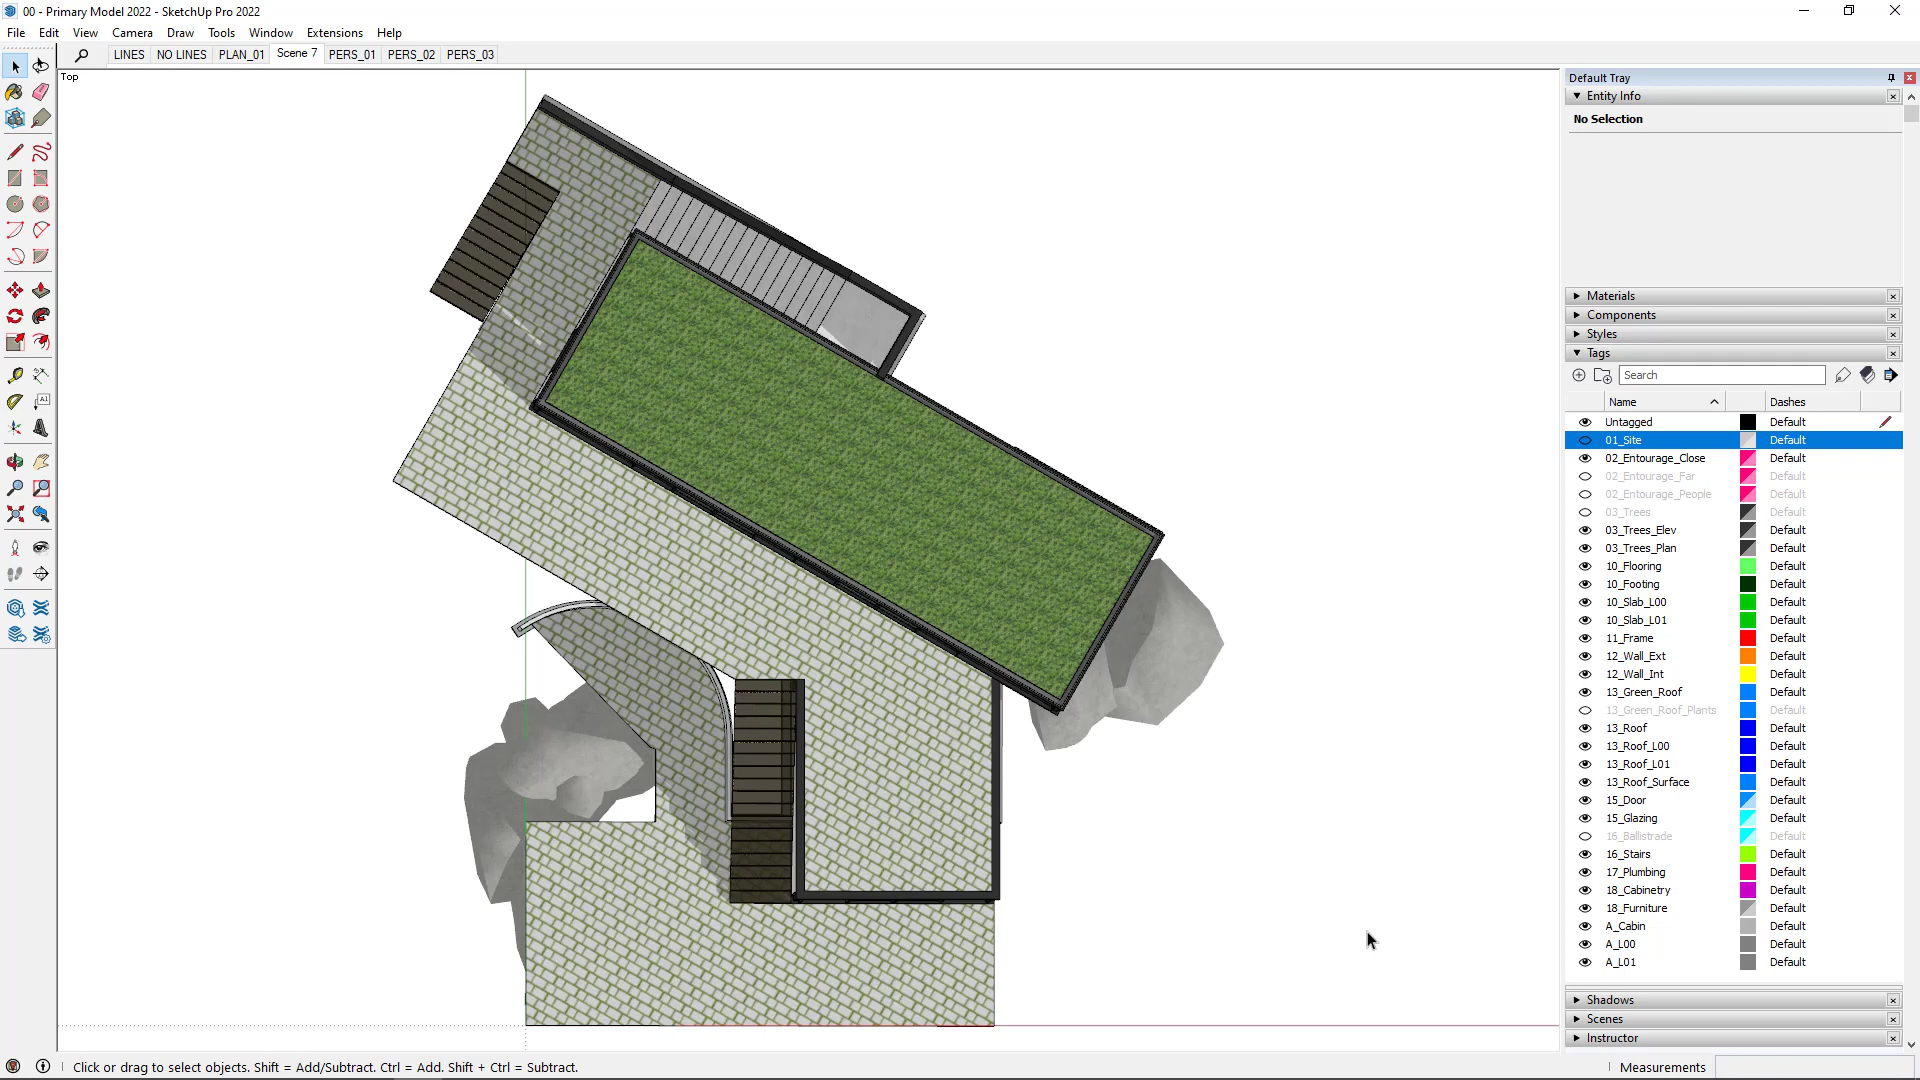 00 - Primary Model 2022 - SketchUp Pro 2022
File Edit View Camera Draw Tools Window Extensions Help
LINES NO LINES PLAN_01 Scene 7 PERS_01 PERS_02 PERS_03
Top
Default Tray
Entity Info
No Selection
Materials
Components
Styles
Tags
Search
Name Dashes
Untagged Default
01_Site Default
02_Entourage_Close Default
02_Entourage_Far Default
02_Entourage_People Default
03_Trees Default
03_Trees_Elev Default
03_Trees_Plan Default
10_Flooring Default
10_Footing Default
10_Slab_L00 Default
10_Slab_L01 Default
11_Frame Default
12_Wall_Ext Default
12_Wall_Int Default
13_Green_Roof Default
13_Green_Roof_Plants Default
13_Roof Default
13_Roof_L00 Default
13_Roof_L01 Default
13_Roof_Surface Default
15_Door Default
15_Glazing Default
16_Ballistrade Default
16_Stairs Default
17_Plumbing Default
18_Cabinetry Default
18_Furniture Default
A_Cabin Default
A_L00 Default
A_L01 Default
Shadows
Scenes
Instructor
Click or drag to select objects. Shift = Add/Subtract. Ctrl = Add. Shift + Ctrl = Subtract.
Measurements